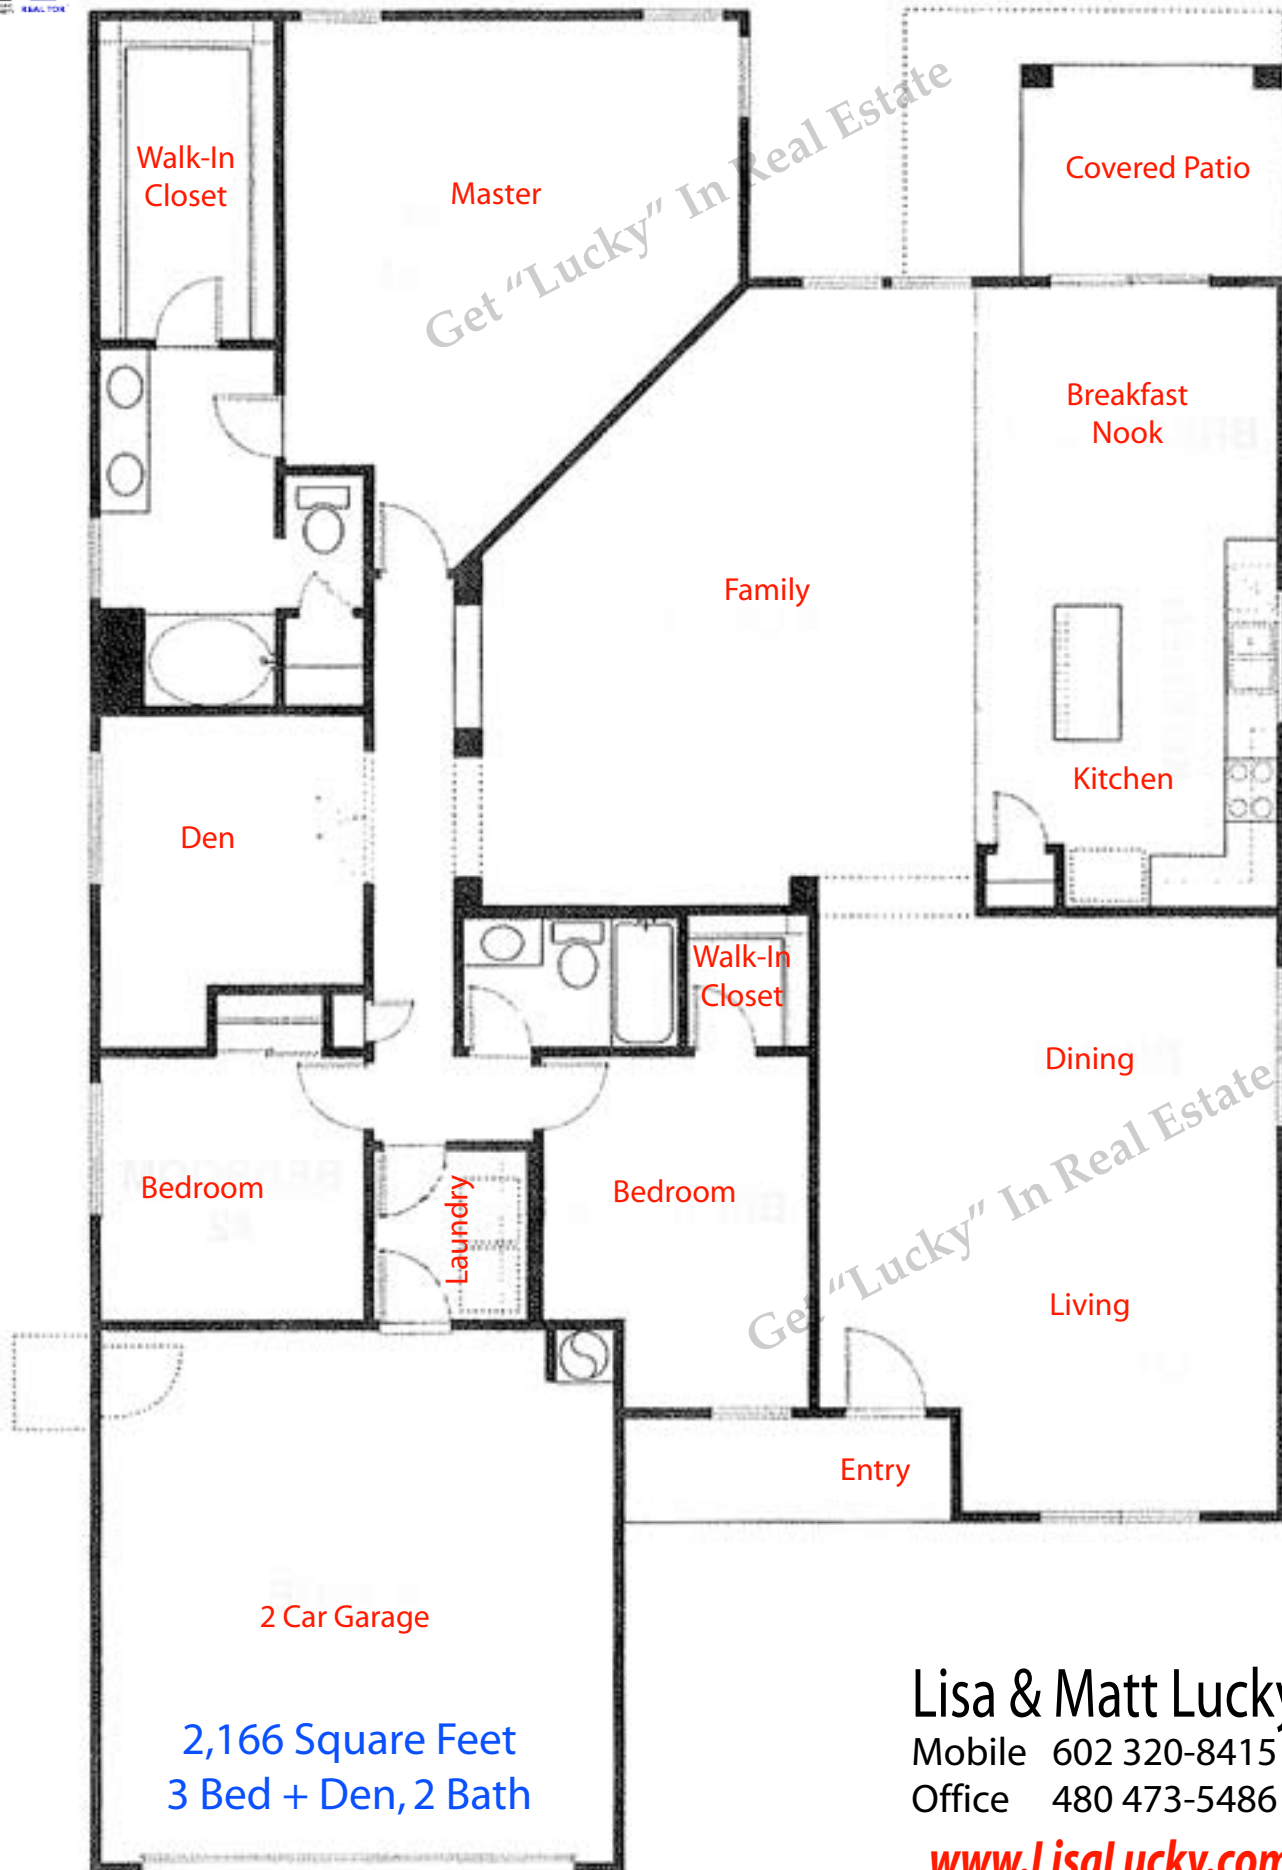 REALTOR
Walk-In
Closet
Master
Covered Patio
Get "Lucky" In Real Estate
Breakfast
Nook
Family
Kitchen
Den
Walk-In
Closet
Dining
Bedroom
Laundry
Bedroom
Get "Lucky" In Real Estate
Living
Entry
2 Car Garage
2,166 Square Feet
3 Bed + Den, 2 Bath
Lisa & Matt Lucky
Mobile 602 320-8415
Office 480 473-5486
www.LisaLucky.com